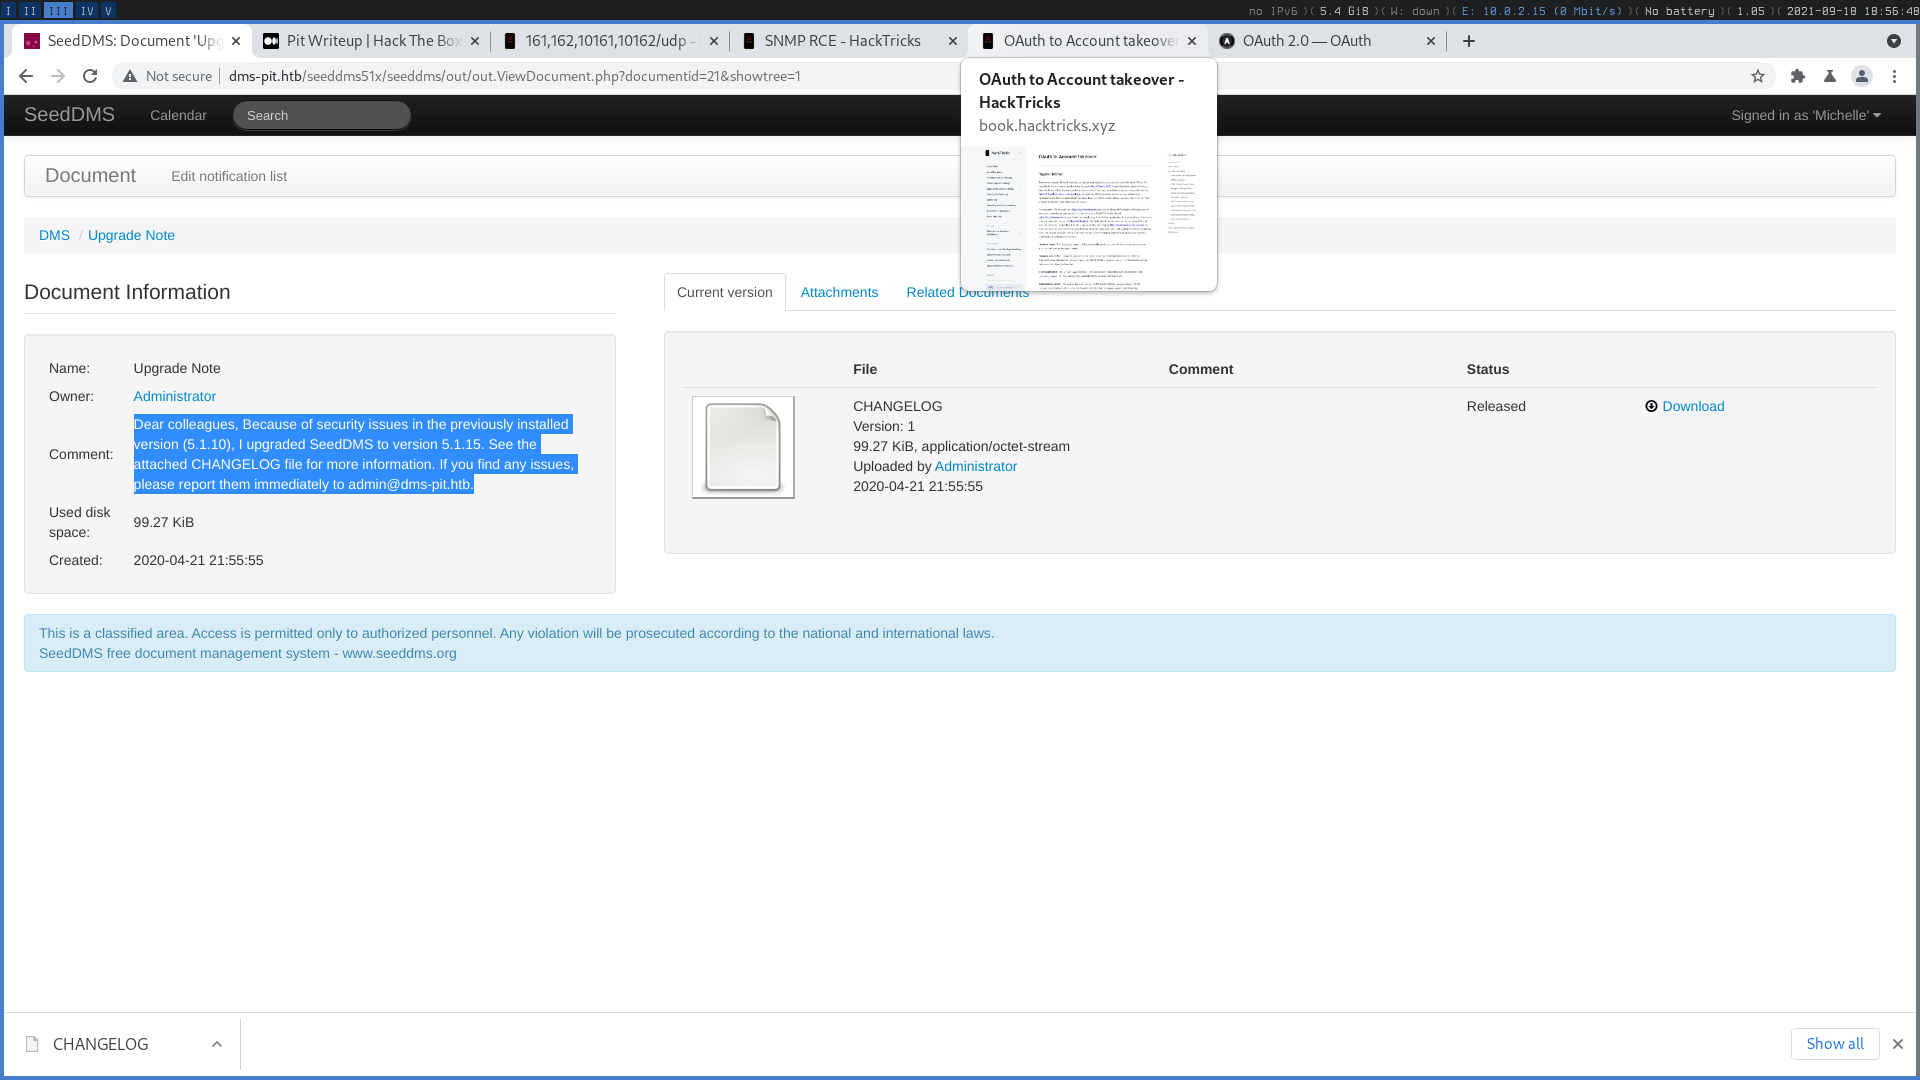 I II III IV V no IPv6 )( 5.4 GiB )( W: down )( E: 10.0.2.15 (0 Mbit/s) )( No battery )( 1.05 )( 2021-09-18 18:56:48
SeedDMS: Document 'Upg
Pit Writeup | Hack The Box
161,162,10161,10162/udp -
SNMP RCE - HackTricks
OAuth to Account takeover
OAuth 2.0 — OAuth
Not secure dms-pit.htb/seeddms51x/seeddms/out/out.ViewDocument.php?documentid=21&showtree=1
OAuth to Account takeover -
HackTricks
book.hacktricks.xyz
HackTricks
OAuth to Account takeover
SeedDMS Calendar Search Signed in as 'Michelle'
Document Edit notification list
DMS / Upgrade Note
Document Information
Name: Upgrade Note
Owner: Administrator
Comment: Dear colleagues, Because of security issues in the previously installed
version (5.1.10), I upgraded SeedDMS to version 5.1.15. See the
attached CHANGELOG file for more information. If you find any issues,
please report them immediately to admin@dms-pit.htb.
Used disk
space: 99.27 KiB
Created: 2020-04-21 21:55:55
Current version Attachments Related Documents
File Comment Status
CHANGELOG Released Download
Version: 1
99.27 KiB, application/octet-stream
Uploaded by Administrator
2020-04-21 21:55:55
This is a classified area. Access is permitted only to authorized personnel. Any violation will be prosecuted according to the national and international laws.
SeedDMS free document management system - www.seeddms.org
CHANGELOG Show all